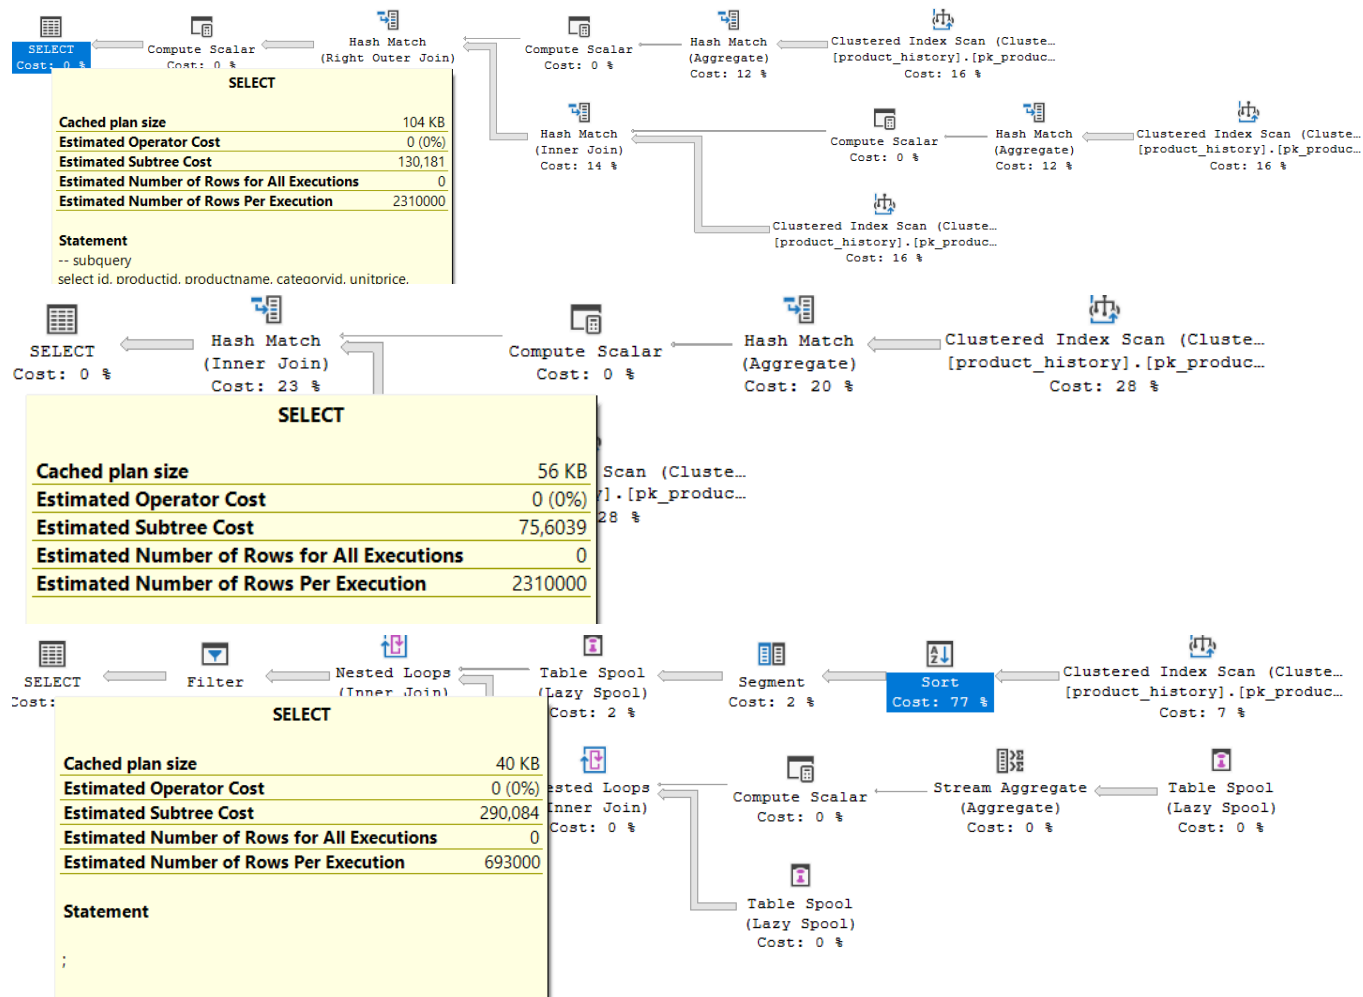 SELECT
Cost: 0 %
Compute Scalar
Cost: 0 %
Hash Match
(Right Outer Join)
Compute Scalar
Cost: 0 %
Hash Match
(Aggregate)
Cost: 12 %
Clustered Index Scan (Cluste…
[product_history].[pk_produc…
Cost: 16 %
Hash Match
(Inner Join)
Cost: 14 %
Compute Scalar
Cost: 0 %
Hash Match
(Aggregate)
Cost: 12 %
Clustered Index Scan (Cluste…
[product_history].[pk_produc…
Cost: 16 %
Clustered Index Scan (Cluste…
[product_history].[pk_produc…
Cost: 16 %
SELECT
Cached plan size 104 KB
Estimated Operator Cost 0 (0%)
Estimated Subtree Cost 130,181
Estimated Number of Rows for All Executions 0
Estimated Number of Rows Per Execution 2310000
Statement
-- subquery
select id, productid, productname, categoryid, unitprice,
SELECT
Cost: 0 %
Hash Match
(Inner Join)
Cost: 23 %
Compute Scalar
Cost: 0 %
Hash Match
(Aggregate)
Cost: 20 %
Clustered Index Scan (Cluste…
[product_history].[pk_produc…
Cost: 28 %
Scan (Cluste…
].[pk_produc…
28 %
SELECT
Cached plan size 56 KB
Estimated Operator Cost 0 (0%)
Estimated Subtree Cost 75,6039
Estimated Number of Rows for All Executions 0
Estimated Number of Rows Per Execution 2310000
SELECT
Cost:
Filter
Nested Loops
(Inner Join)
Table Spool
(Lazy Spool)
Cost: 2 %
Segment
Cost: 2 %
Sort
Cost: 77 %
Clustered Index Scan (Cluste…
[product_history].[pk_produc…
Cost: 7 %
ested Loops
Inner Join)
Cost: 0 %
Compute Scalar
Cost: 0 %
Stream Aggregate
(Aggregate)
Cost: 0 %
Table Spool
(Lazy Spool)
Cost: 0 %
Table Spool
(Lazy Spool)
Cost: 0 %
SELECT
Cached plan size 40 KB
Estimated Operator Cost 0 (0%)
Estimated Subtree Cost 290,084
Estimated Number of Rows for All Executions 0
Estimated Number of Rows Per Execution 693000
Statement
;